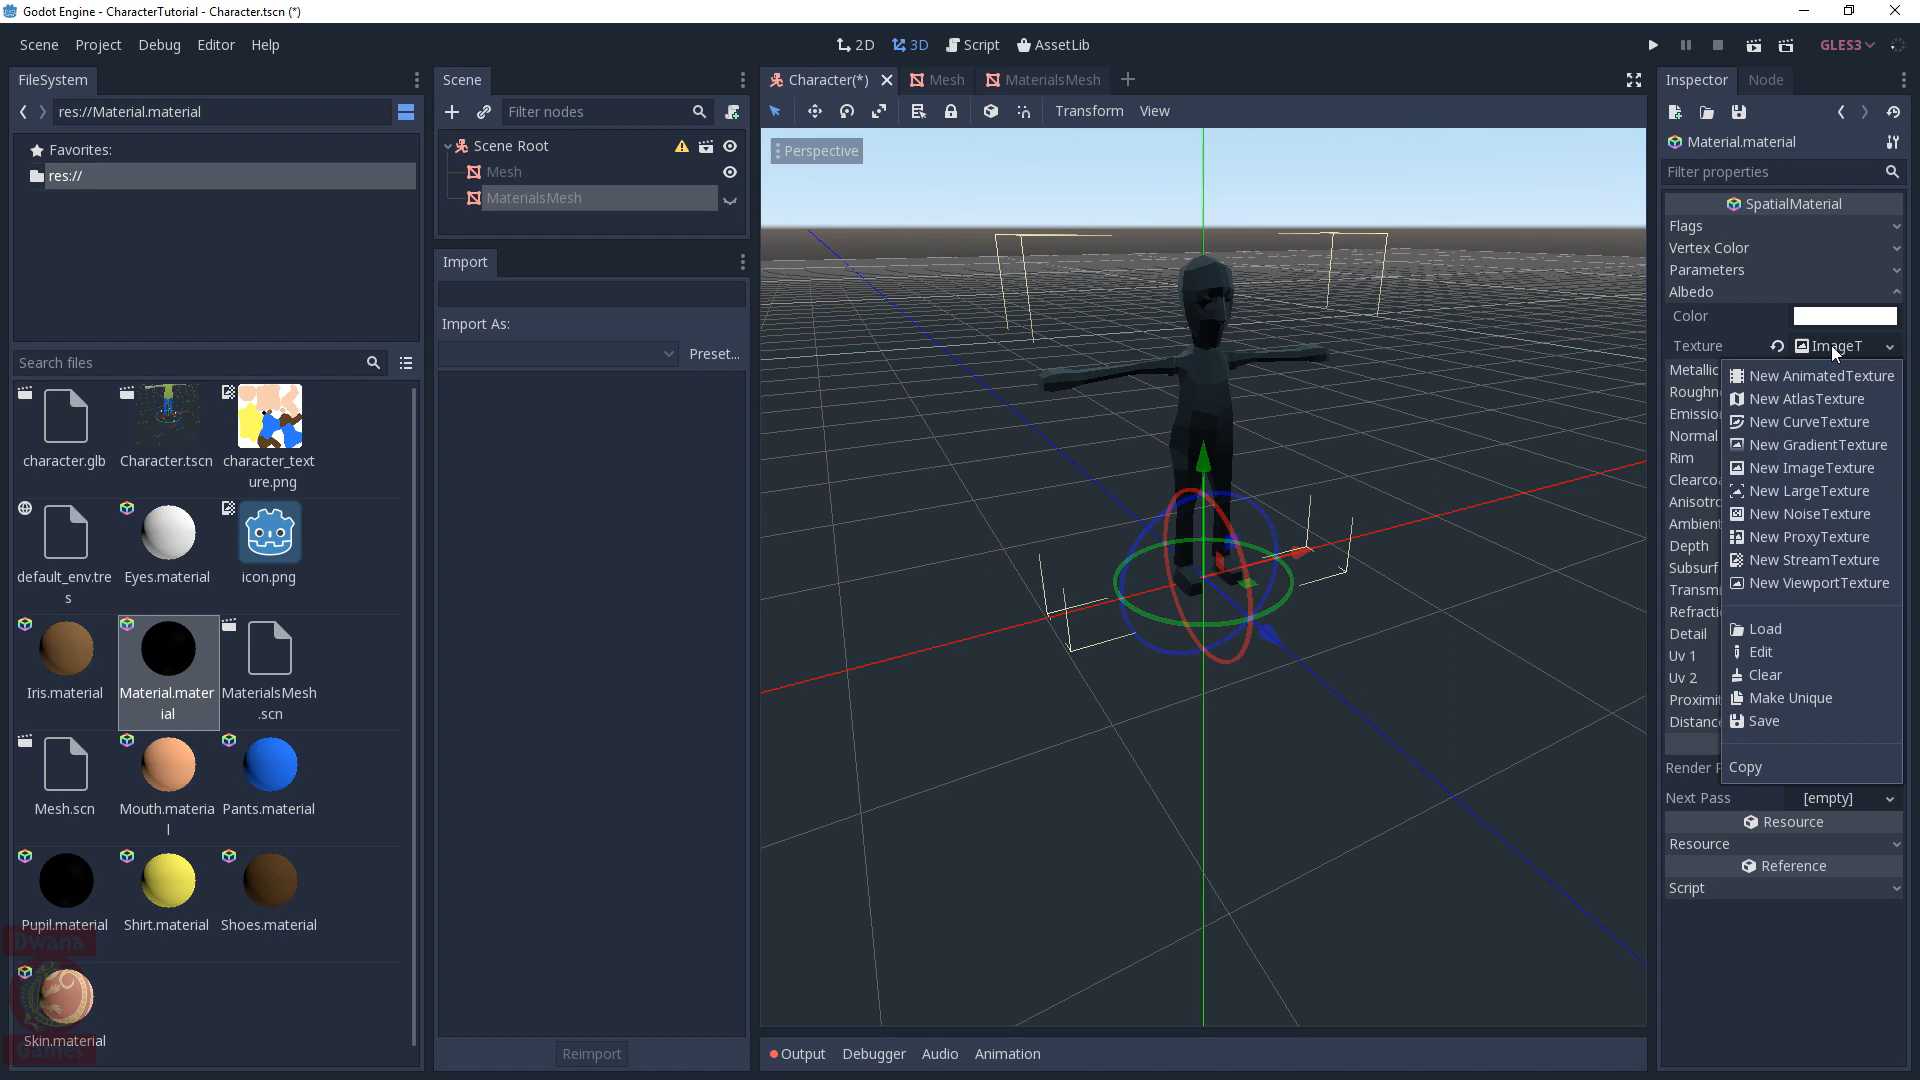 Godot Engine - CharacterTutorial - Character.tscn (*)
Scene Project Debug Editor Help
2D 3D Script AssetLib
GLES3
FileSystem
res://Material.material
Favorites:
res://
Search files
character.glb
Character.tscn
character_text
ure.png
default_env.tre
s
Eyes.material
icon.png
Iris.material
Material.mater
ial
MaterialsMesh
.scn
Mesh.scn
Mouth.materia
l
Pants.material
Pupil.material
Shirt.material
Shoes.material
Dwana
Skin.material
Games
Scene
Filter nodes
Scene Root
Mesh
MaterialsMesh
Import
Import As:
Preset...
Reimport
Character(*) Mesh MaterialsMesh
Transform View
Perspective
Output Debugger Audio Animation
Inspector Node
Material.material
Filter properties
SpatialMaterial
Flags
Vertex Color
Parameters
Albedo
Color
Texture ImageT
Metallic
Roughn
Emissio
Normal
Rim
Clearco
Anisotro
Ambien
Depth
Subsurf
Transmi
Refracti
Detail
Uv 1
Uv 2
Proximit
Distance
Render P
New AnimatedTexture
New AtlasTexture
New CurveTexture
New GradientTexture
New ImageTexture
New LargeTexture
New NoiseTexture
New ProxyTexture
New StreamTexture
New ViewportTexture
Load
Edit
Clear
Make Unique
Save
Copy
Next Pass [empty]
Resource
Resource
Reference
Script